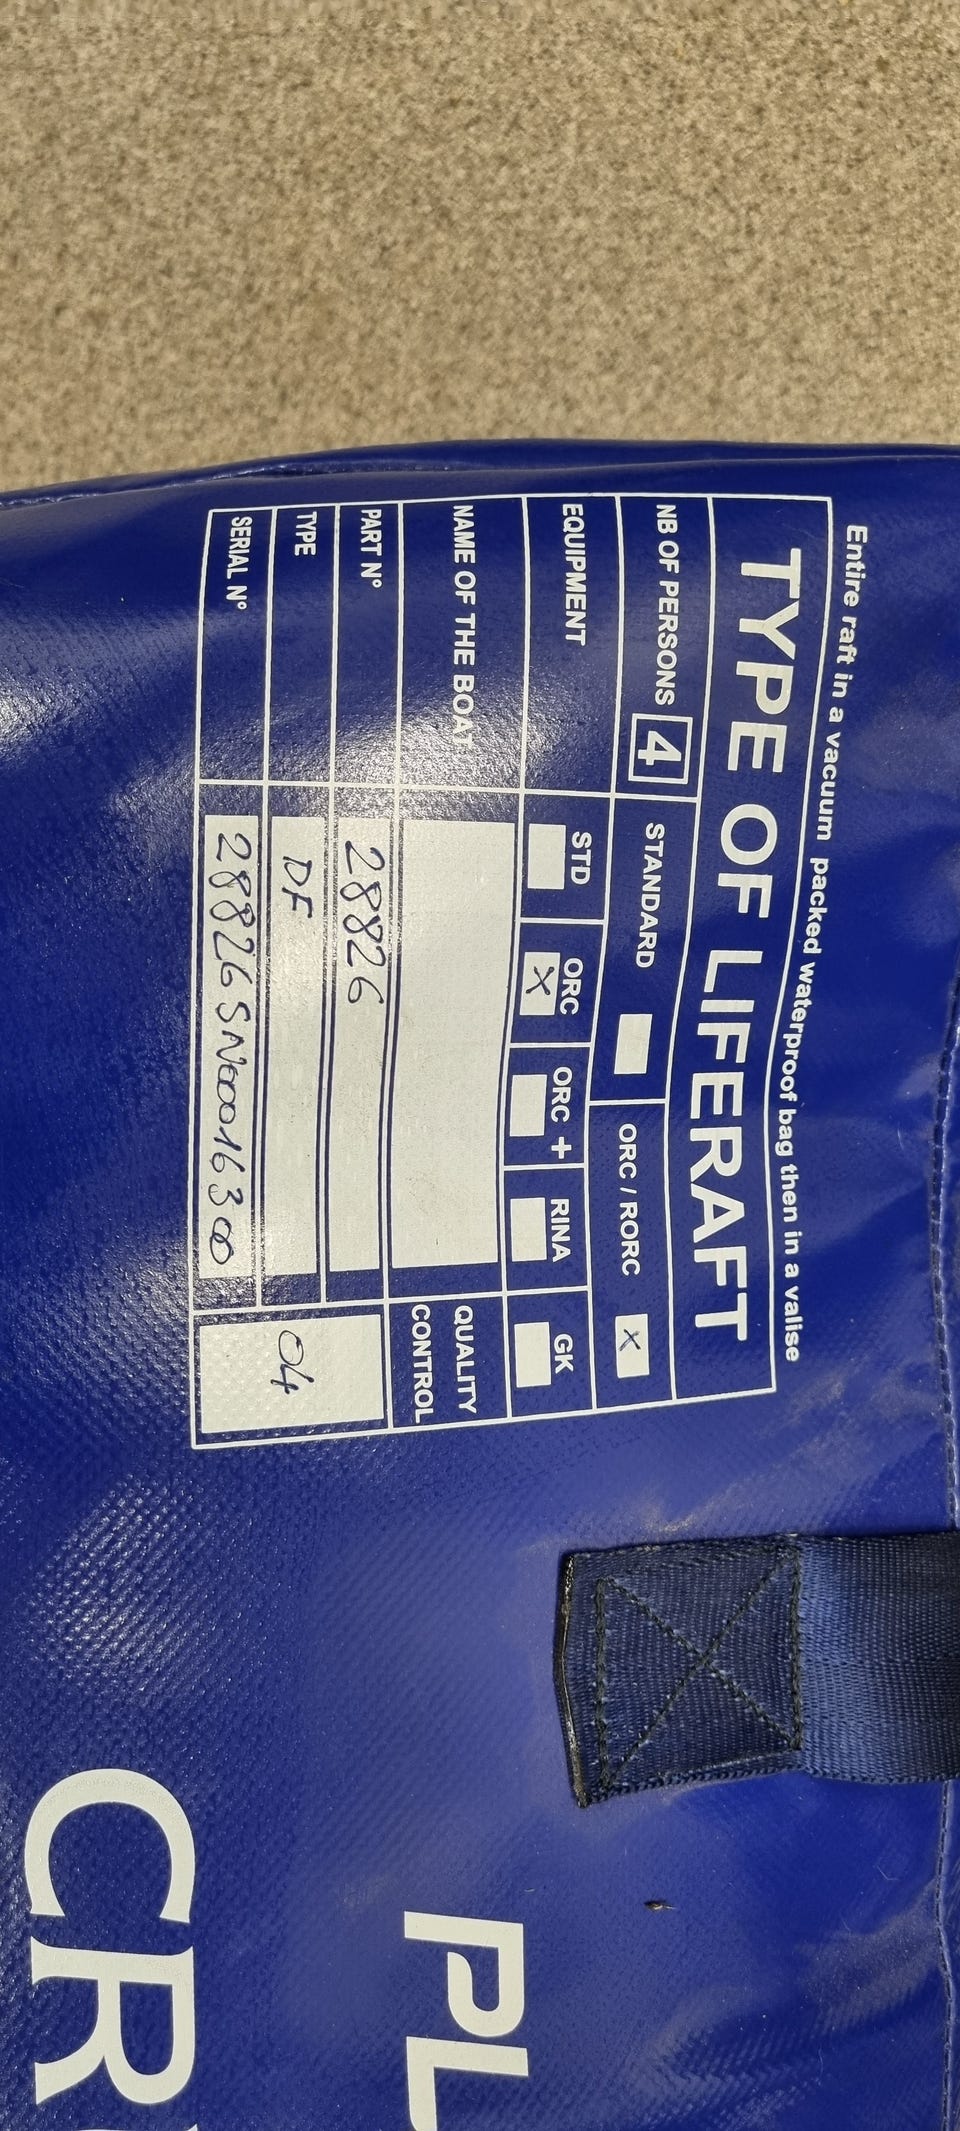 Entire raft in a vacuum packed waterproof bag then in a valise
TYPE OF LIFERAFT
NB OF PERSONS 4 STANDARD ORC / RORC X
EQUIPMENT STD ORC X ORC + RINA GK
NAME OF THE BOAT QUALITY CONTROL
PART N° 28826
TYPE DF 04
SERIAL N° 28826SN00016300
PL
CR